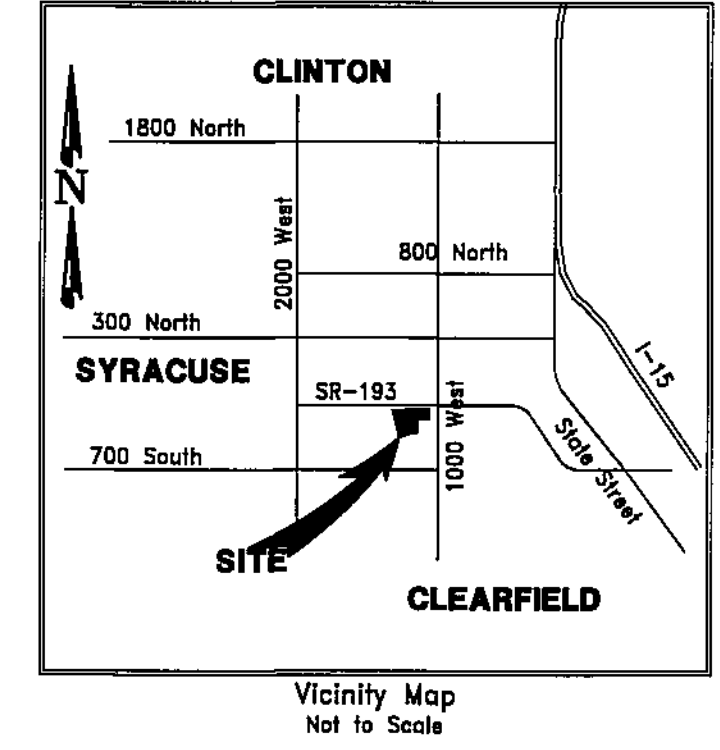 CLINTON
1800 North
N
2000 West
800 North
300 North
I-15
SYRACUSE
SR-193
1000 West
State Street
700 South
SITE
CLEARFIELD
Vicinity Map
Not to Scale